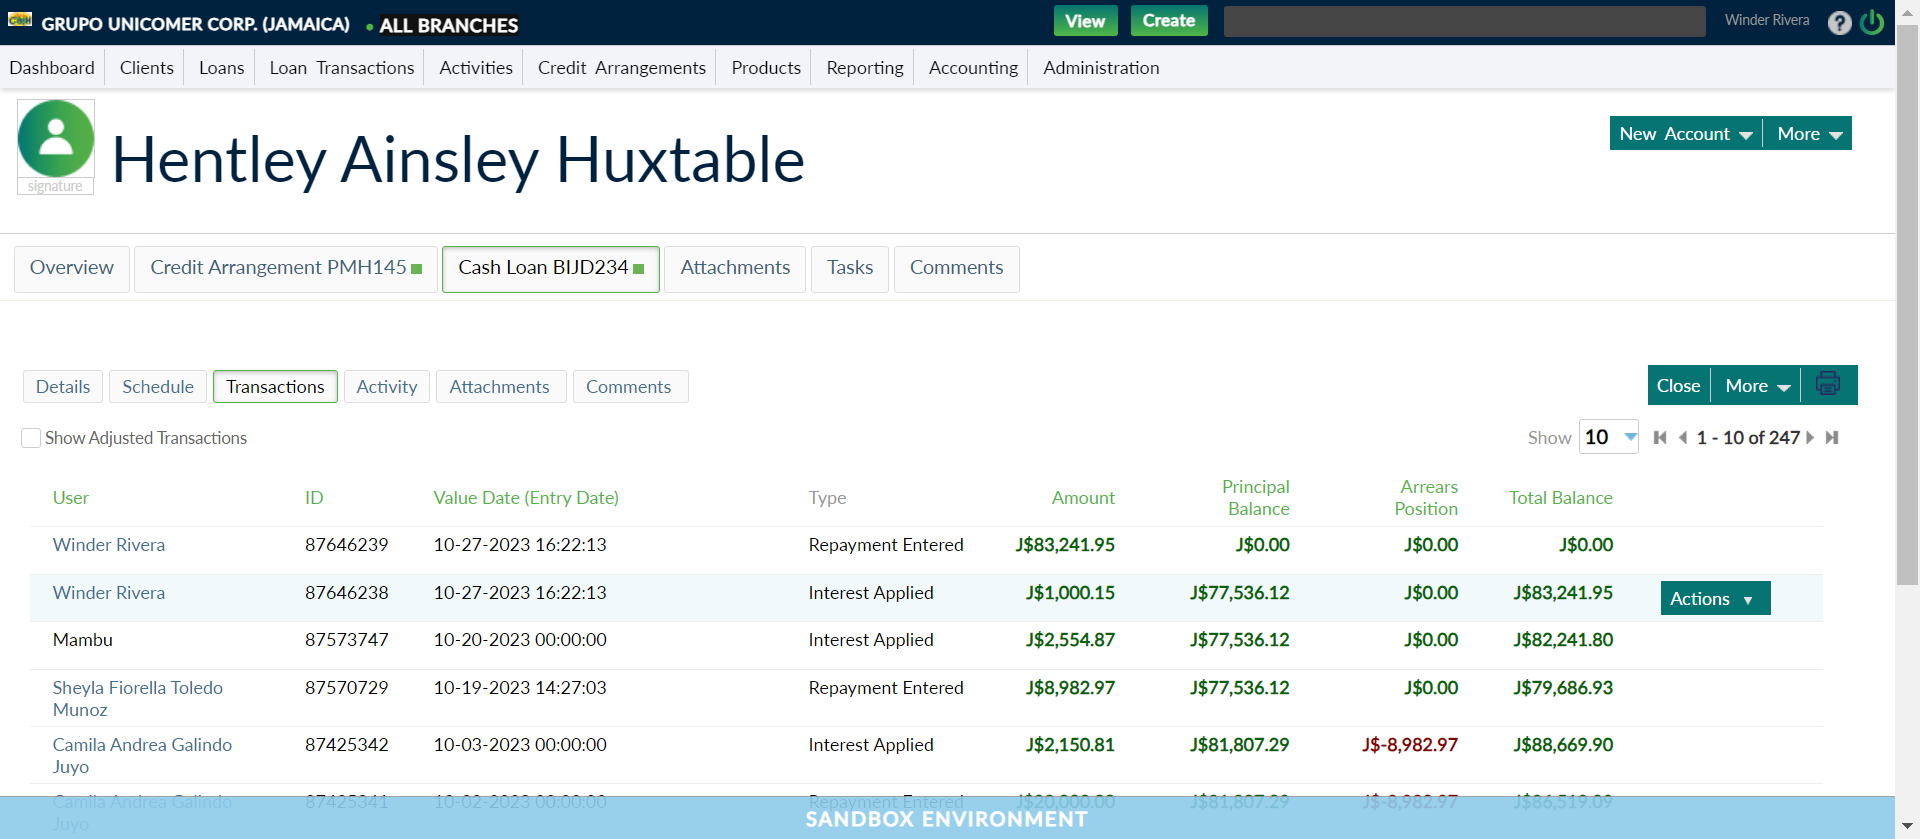 Cash GRUPO UNICOMER CORP. (JAMAICA) • ALL BRANCHES View Create Winder Rivera ?
Dashboard Clients Loans Loan Transactions Activities Credit Arrangements Products Reporting Accounting Administration
signature
Hentley Ainsley Huxtable
New Account More
Overview Credit Arrangement PMH145 Cash Loan BIJD234 Attachments Tasks Comments
Details Schedule Transactions Activity Attachments Comments
Close More
Show Adjusted Transactions
Show 10 1 - 10 of 247
User ID Value Date (Entry Date) Type Amount Principal Balance Arrears Position Total Balance
Winder Rivera 87646239 10-27-2023 16:22:13 Repayment Entered J$83,241.95 J$0.00 J$0.00 J$0.00
Winder Rivera 87646238 10-27-2023 16:22:13 Interest Applied J$1,000.15 J$77,536.12 J$0.00 J$83,241.95 Actions
Mambu 87573747 10-20-2023 00:00:00 Interest Applied J$2,554.87 J$77,536.12 J$0.00 J$82,241.80
Sheyla Fiorella Toledo Munoz 87570729 10-19-2023 14:27:03 Repayment Entered J$8,982.97 J$77,536.12 J$0.00 J$79,686.93
Camila Andrea Galindo Juyo 87425342 10-03-2023 00:00:00 Interest Applied J$2,150.81 J$81,807.29 J$-8,982.97 J$88,669.90
Camila Andrea Galindo Juyo 87425341 10-02-2023 00:00:00 Repayment Entered J$20,000.00 J$81,807.29 J$-8,982.97 J$86,519.09
SANDBOX ENVIRONMENT